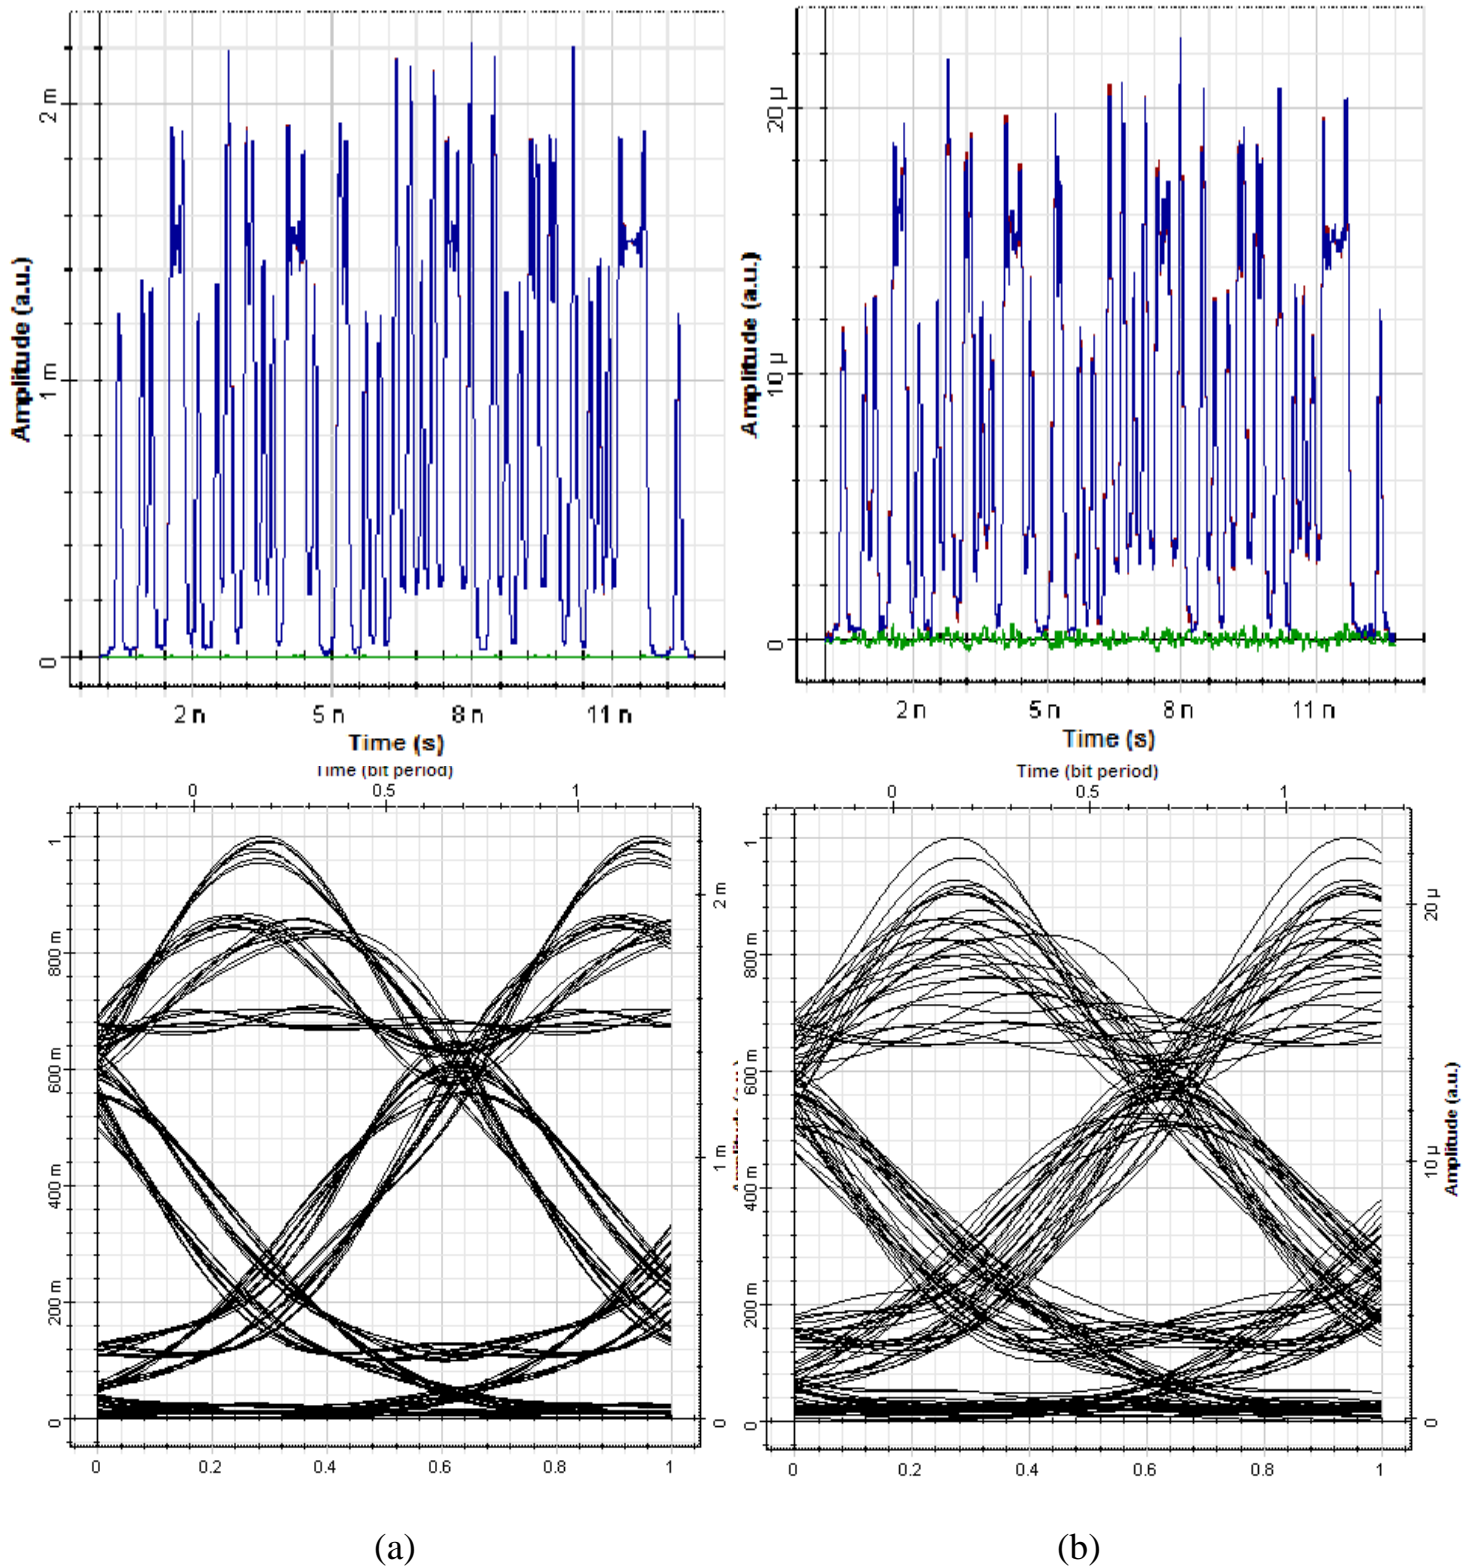 2 m
1 m
0
Amplitude (a.u.)
2 n 5 n 8 n 11 n
Time (s)
20 µ
10 µ
0
Amplitude (a.u.)
2 n 5 n 8 n 11 n
Time (s)
Time (bit period)
0 0.5 1
1
800 m
600 m
400 m
200 m
0
2 m
1 m
0
0 0.2 0.4 0.6 0.8 1
Time (bit period)
0 0.5 1
1
800 m
600 m
400 m
200 m
0
20 µ
10 µ
0
Amplitude (a.u.)
0 0.2 0.4 0.6 0.8 1
(a)
(b)